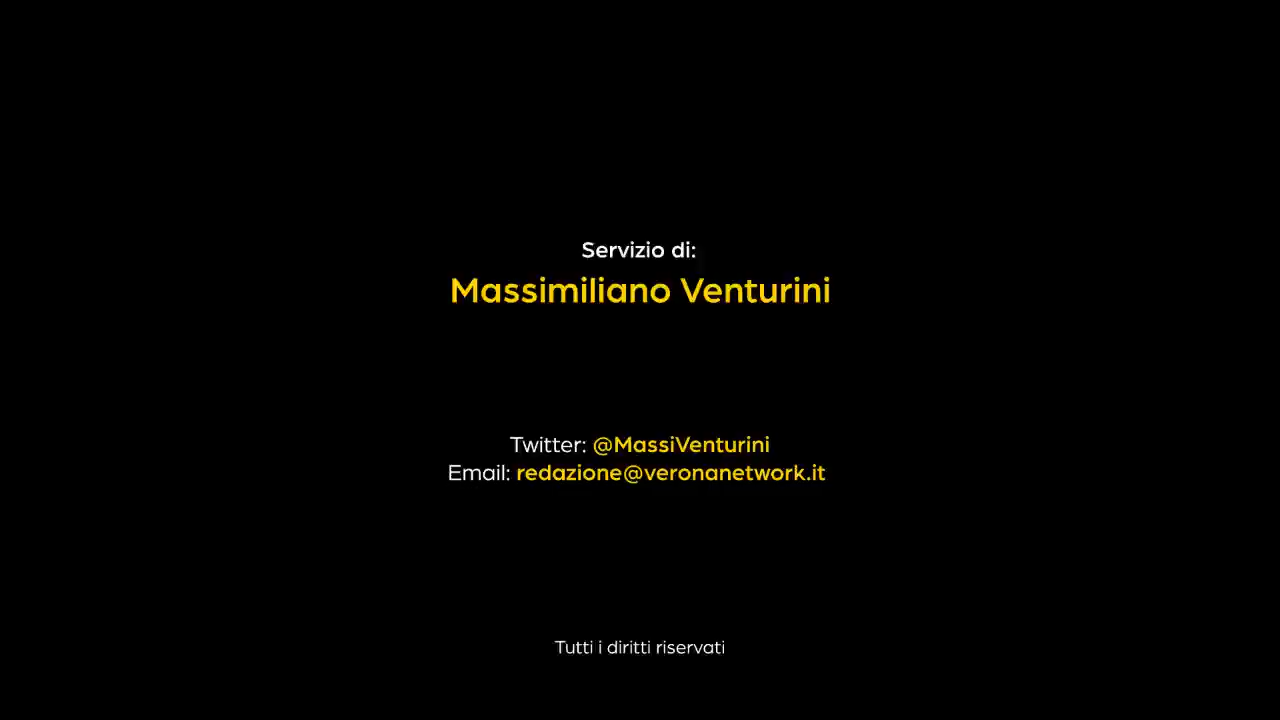 Servizio di:
Massimiliano Venturini
Twitter: @MassiVenturini
Email: redazione@veronanetwork.it
Tutti i diritti riservati